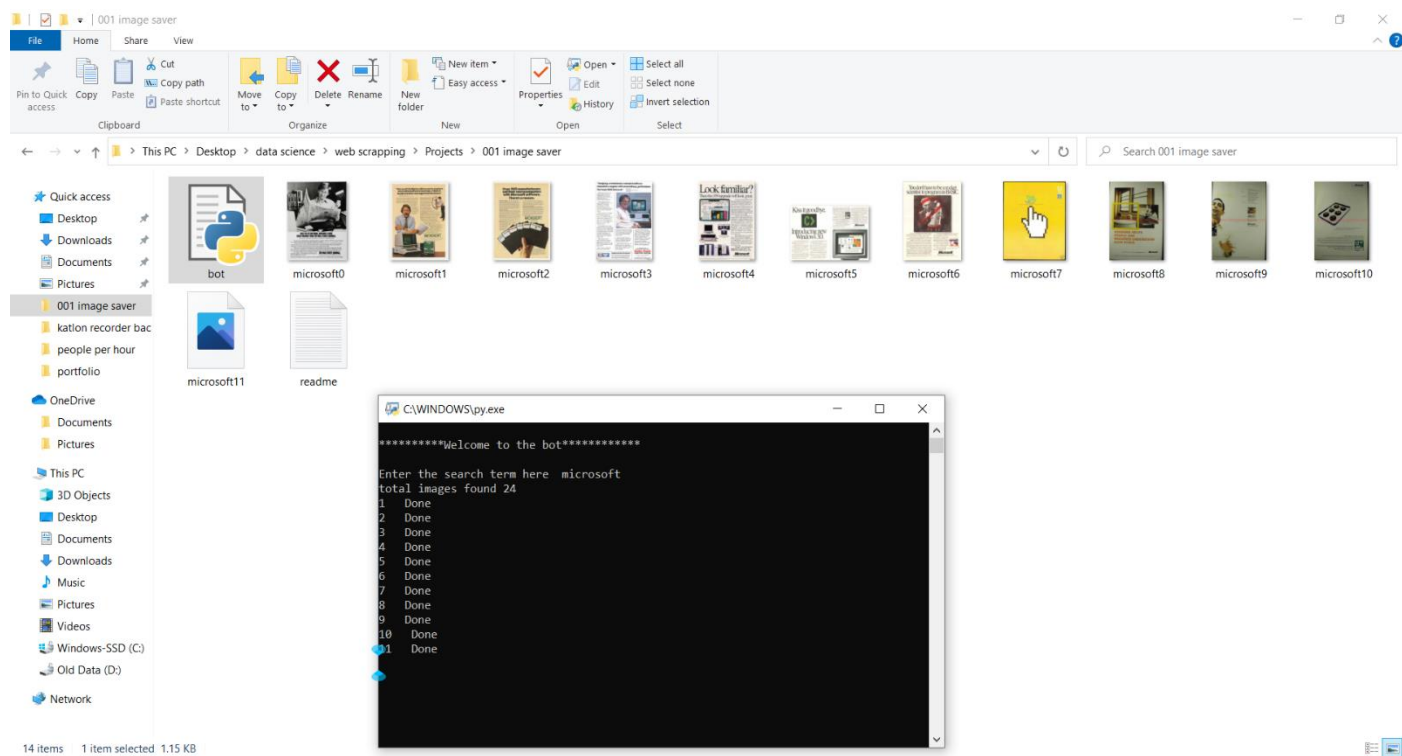 001 image saver
File Home Share View
Pin to Quick access
Copy
Paste
Cut
Copy path
Paste shortcut
Move to
Copy to
Delete
Rename
New folder
New item
Easy access
Properties
Open
Edit
History
Select all
Select none
Invert selection
Clipboard Organize New Open Select
This PC > Desktop > data science > web scrapping > Projects > 001 image saver
Search 001 image saver
Quick access
Desktop
Downloads
Documents
Pictures
001 image saver
katlon recorder bac
people per hour
portfolio
OneDrive
Documents
Pictures
This PC
3D Objects
Desktop
Documents
Downloads
Music
Pictures
Videos
Windows-SSD (C:)
Old Data (D:)
Network
Look familiar?
bot microsoft0 microsoft1 microsoft2 microsoft3 microsoft4 microsoft5 microsoft6 microsoft7 microsoft8 microsoft9 microsoft10
microsoft11 readme
C:\WINDOWS\py.exe
**********Welcome to the bot************
Enter the search term here microsoft
total images found 24
1 Done
2 Done
3 Done
4 Done
5 Done
6 Done
7 Done
8 Done
9 Done
10 Done
11 Done
14 items 1 item selected 1.15 KB